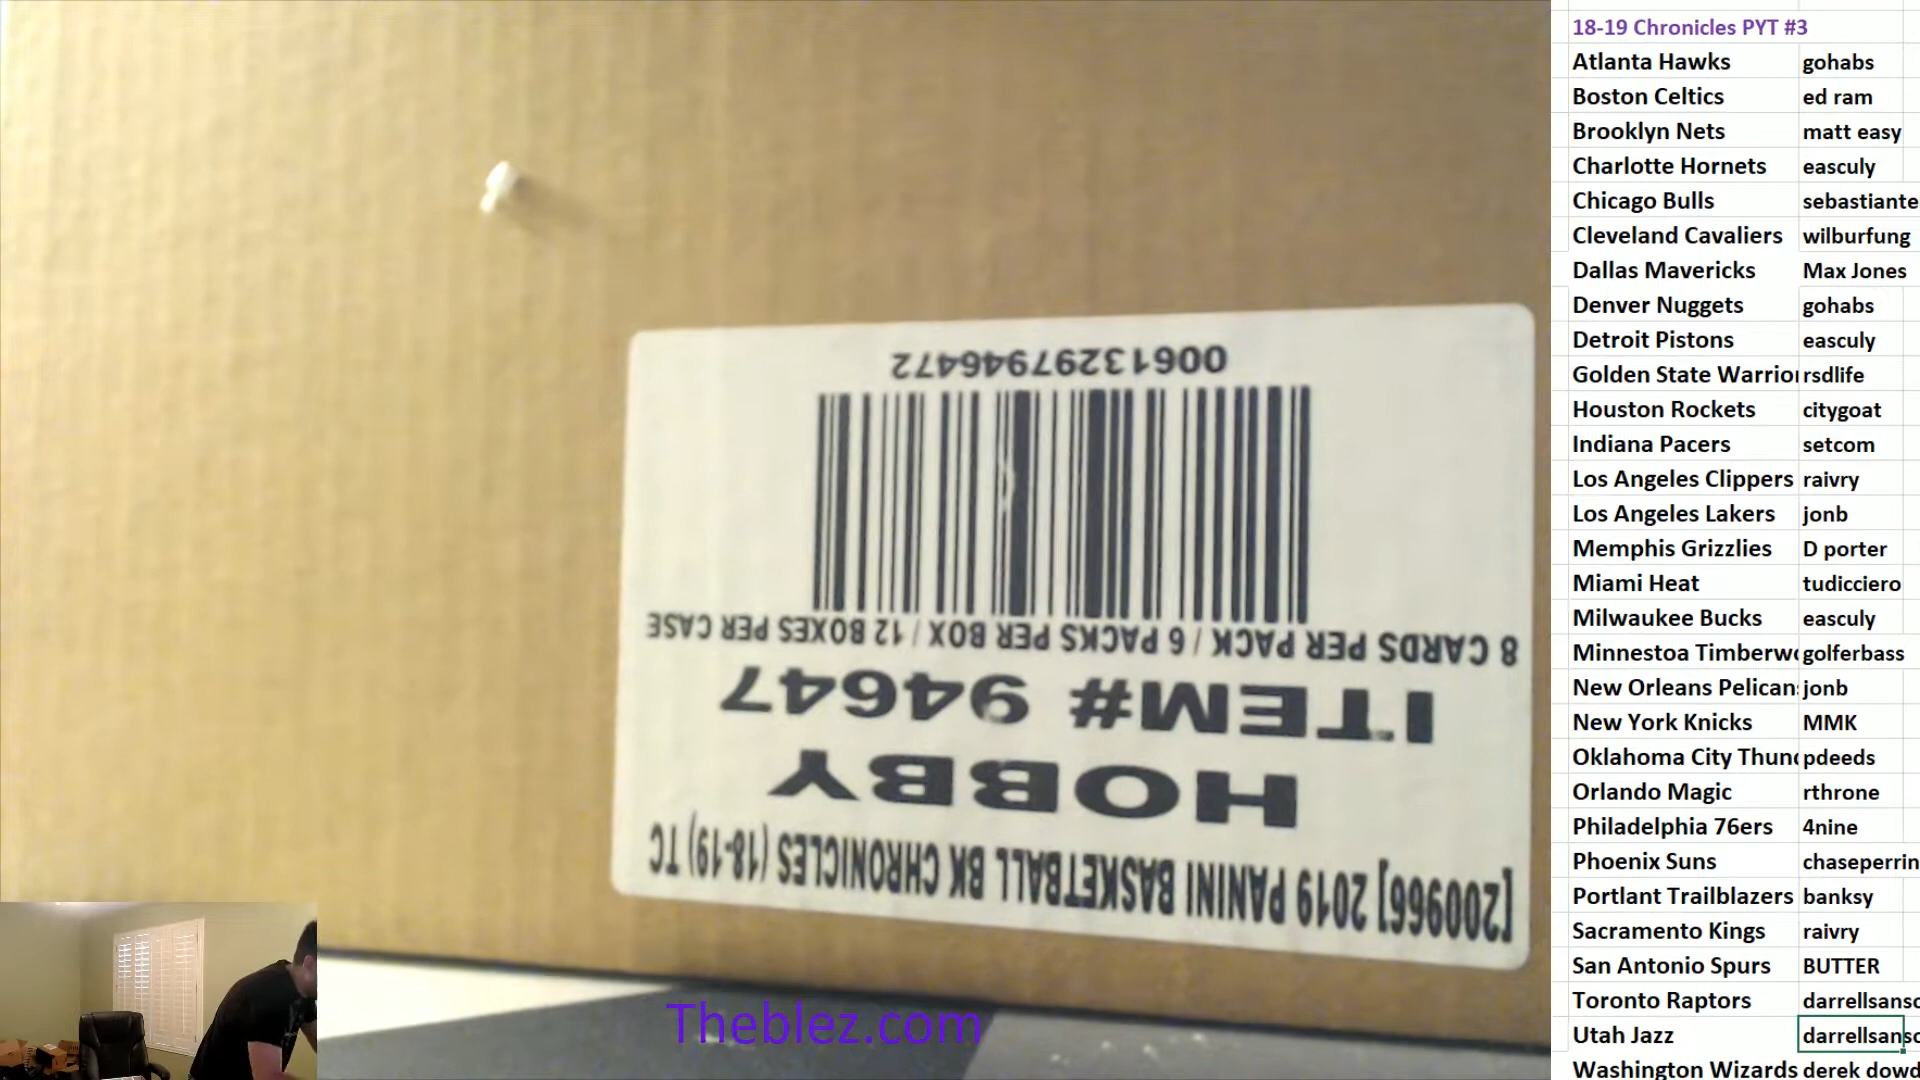 00613297946472
8 CARDS PER PACK / 6 PACKS PER BOX / 12 BOXES PER CASE
ITEM# 94647
HOBBY
[200966] 2019 PANINI BASKETBALL BK CHRONICLES (18-19) TC
Theblez.com
18-19 Chronicles PYT #3
Atlanta Hawks gohabs
Boston Celtics ed ram
Brooklyn Nets matt easy
Charlotte Hornets easculy
Chicago Bulls sebastiante
Cleveland Cavaliers wilburfung
Dallas Mavericks Max Jones
Denver Nuggets gohabs
Detroit Pistons easculy
Golden State Warrior rsdlife
Houston Rockets citygoat
Indiana Pacers setcom
Los Angeles Clippers raivry
Los Angeles Lakers jonb
Memphis Grizzlies D porter
Miami Heat tudicciero
Milwaukee Bucks easculy
Minnestoa Timberwo golferbass
New Orleans Pelicans jonb
New York Knicks MMK
Oklahoma City Thund pdeeds
Orlando Magic rthrone
Philadelphia 76ers 4nine
Phoenix Suns chaseperrin
Portlant Trailblazers banksy
Sacramento Kings raivry
San Antonio Spurs BUTTER
Toronto Raptors darrellsanso
Utah Jazz darrellsanso
Washington Wizards derek dowd